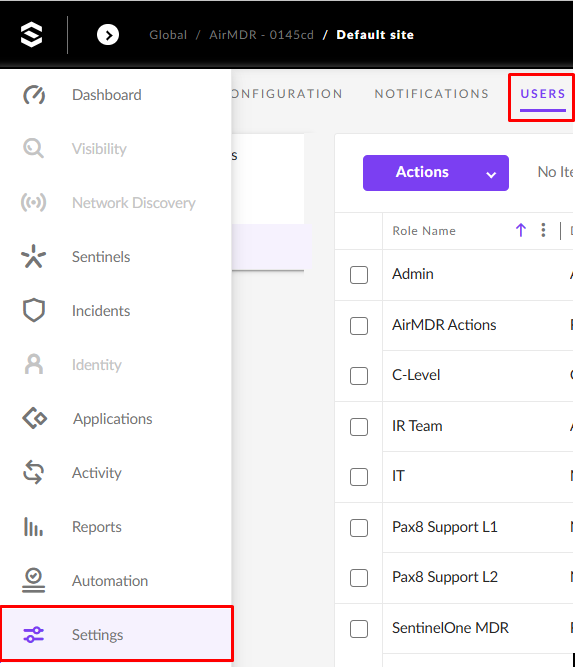 Global / AirMDR - 0145cd / Default site
ONFIGURATION NOTIFICATIONS USERS
Dashboard
Visibility
Network Discovery
Sentinels
Incidents
Identity
Applications
Activity
Reports
Automation
Settings
s
Actions No Ite
Role Name
Admin
AirMDR Actions
C-Level
IR Team
IT
Pax8 Support L1
Pax8 Support L2
SentinelOne MDR